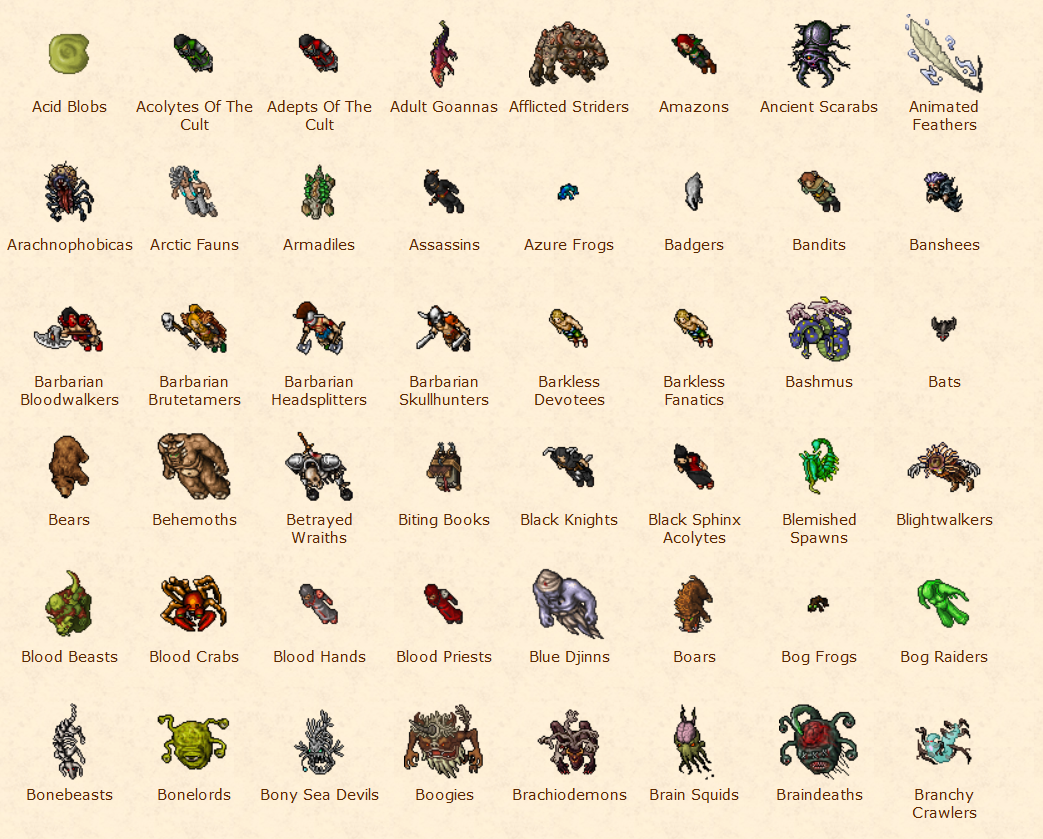 Acid Blobs
Acolytes Of The
Cult
Adepts Of The
Cult
Adult Goannas
Afflicted Striders
Amazons
Ancient Scarabs
Animated
Feathers
Arachnophobicas
Arctic Fauns
Armadiles
Assassins
Azure Frogs
Badgers
Bandits
Banshees
Barbarian
Bloodwalkers
Barbarian
Brutetamers
Barbarian
Headsplitters
Barbarian
Skullhunters
Barkless
Devotees
Barkless
Fanatics
Bashmus
Bats
Bears
Behemoths
Betrayed
Wraiths
Biting Books
Black Knights
Black Sphinx
Acolytes
Blemished
Spawns
Blightwalkers
Blood Beasts
Blood Crabs
Blood Hands
Blood Priests
Blue Djinns
Boars
Bog Frogs
Bog Raiders
Bonebeasts
Bonelords
Bony Sea Devils
Boogies
Brachiodemons
Brain Squids
Braindeaths
Branchy
Crawlers